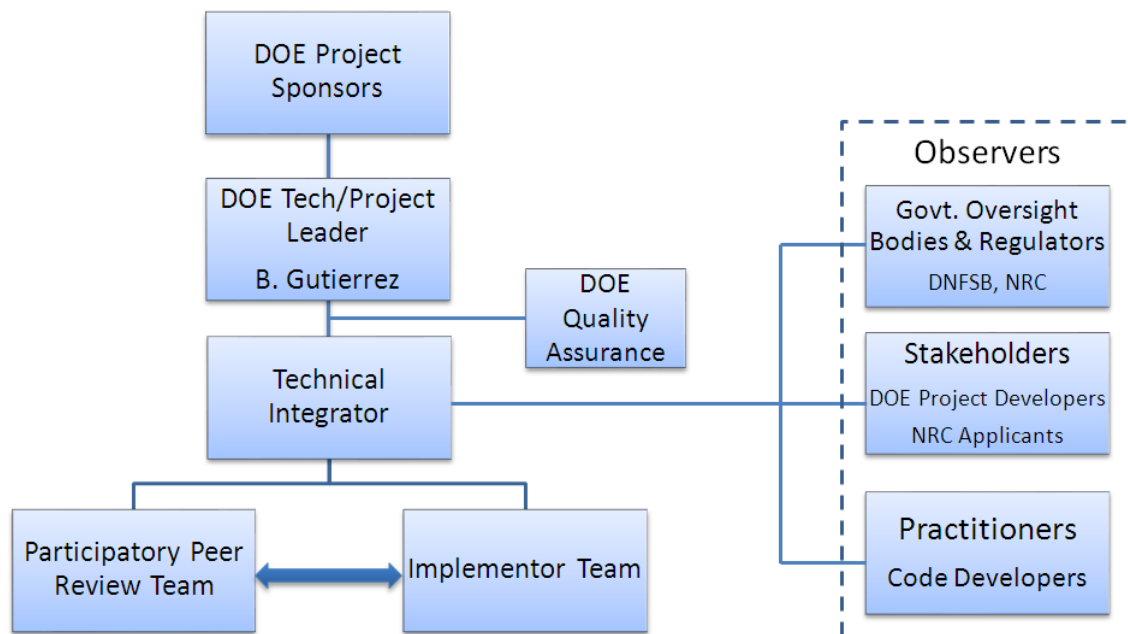 DOE Project
Sponsors
DOE Tech/Project
Leader
B. Gutierrez
DOE
Quality
Assurance
Technical
Integrator
Participatory Peer
Review Team
Implementor Team
Observers
Govt. Oversight
Bodies & Regulators
DNFSB, NRC
Stakeholders
DOE Project Developers
NRC Applicants
Practitioners
Code Developers